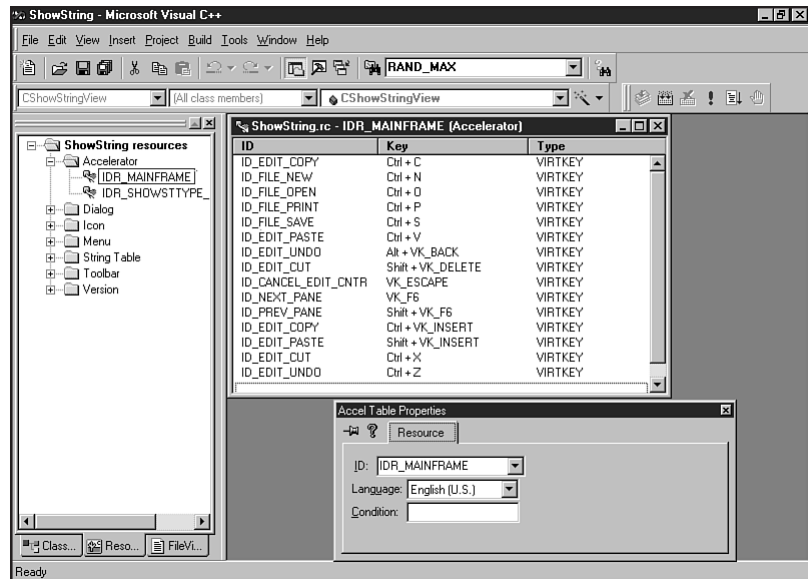 ShowString - Microsoft Visual C++
File Edit View Insert Project Build Tools Window Help
RAND_MAX
CShowStringView [All class members] CShowStringView
ShowString resources
Accelerator
IDR_MAINFRAME
IDR_SHOWSTTYPE_
Dialog
Icon
Menu
String Table
Toolbar
Version
Class... Reso... FileVi...
ShowString.rc - IDR_MAINFRAME (Accelerator)
ID Key Type
ID_EDIT_COPY Ctrl + C VIRTKEY
ID_FILE_NEW Ctrl + N VIRTKEY
ID_FILE_OPEN Ctrl + O VIRTKEY
ID_FILE_PRINT Ctrl + P VIRTKEY
ID_FILE_SAVE Ctrl + S VIRTKEY
ID_EDIT_PASTE Ctrl + V VIRTKEY
ID_EDIT_UNDO Alt + VK_BACK VIRTKEY
ID_EDIT_CUT Shift + VK_DELETE VIRTKEY
ID_CANCEL_EDIT_CNTR VK_ESCAPE VIRTKEY
ID_NEXT_PANE VK_F6 VIRTKEY
ID_PREV_PANE Shift + VK_F6 VIRTKEY
ID_EDIT_COPY Ctrl + VK_INSERT VIRTKEY
ID_EDIT_PASTE Shift + VK_INSERT VIRTKEY
ID_EDIT_CUT Ctrl + X VIRTKEY
ID_EDIT_UNDO Ctrl + Z VIRTKEY
Accel Table Properties
Resource
ID: IDR_MAINFRAME
Language: English (U.S.)
Condition:
Ready